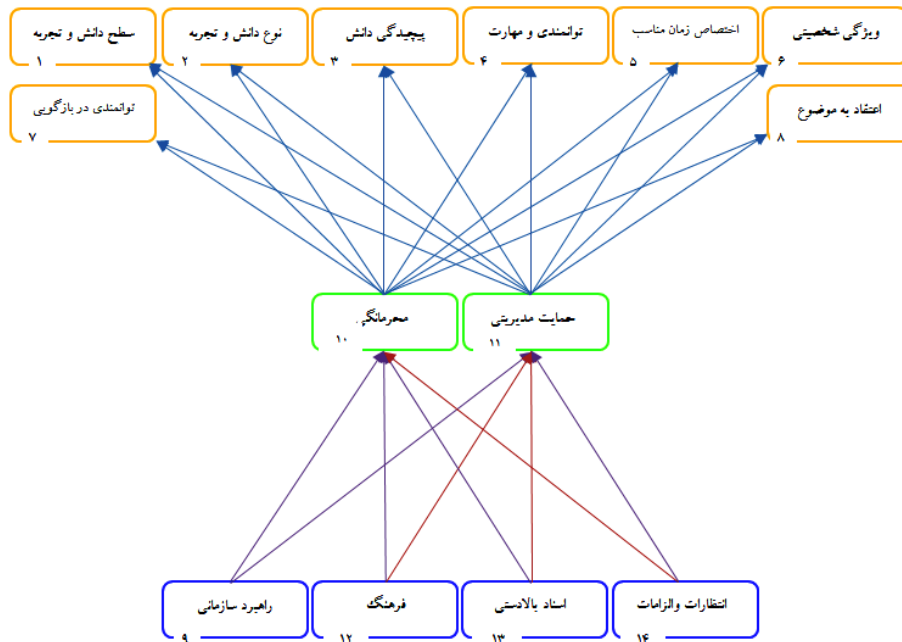 ویژگی شخصیتی
۶
اختصاص زمان مناسب
۵
توانمندی و مهارت
۴
پیچیدگی دانش
۳
نوع دانش و تجربه
۲
سطح دانش و تجربه
۱
اعتقاد به موضوع
۸
توانمندی در بازگویی
۷
حمایت مدیریتی
۱۱
محرمانگی
۱۰
انتظارات والزامات
۱۴
اسناد بالادستی
۱۳
فرهنگ
۱۲
راهبرد سازمانی
۹